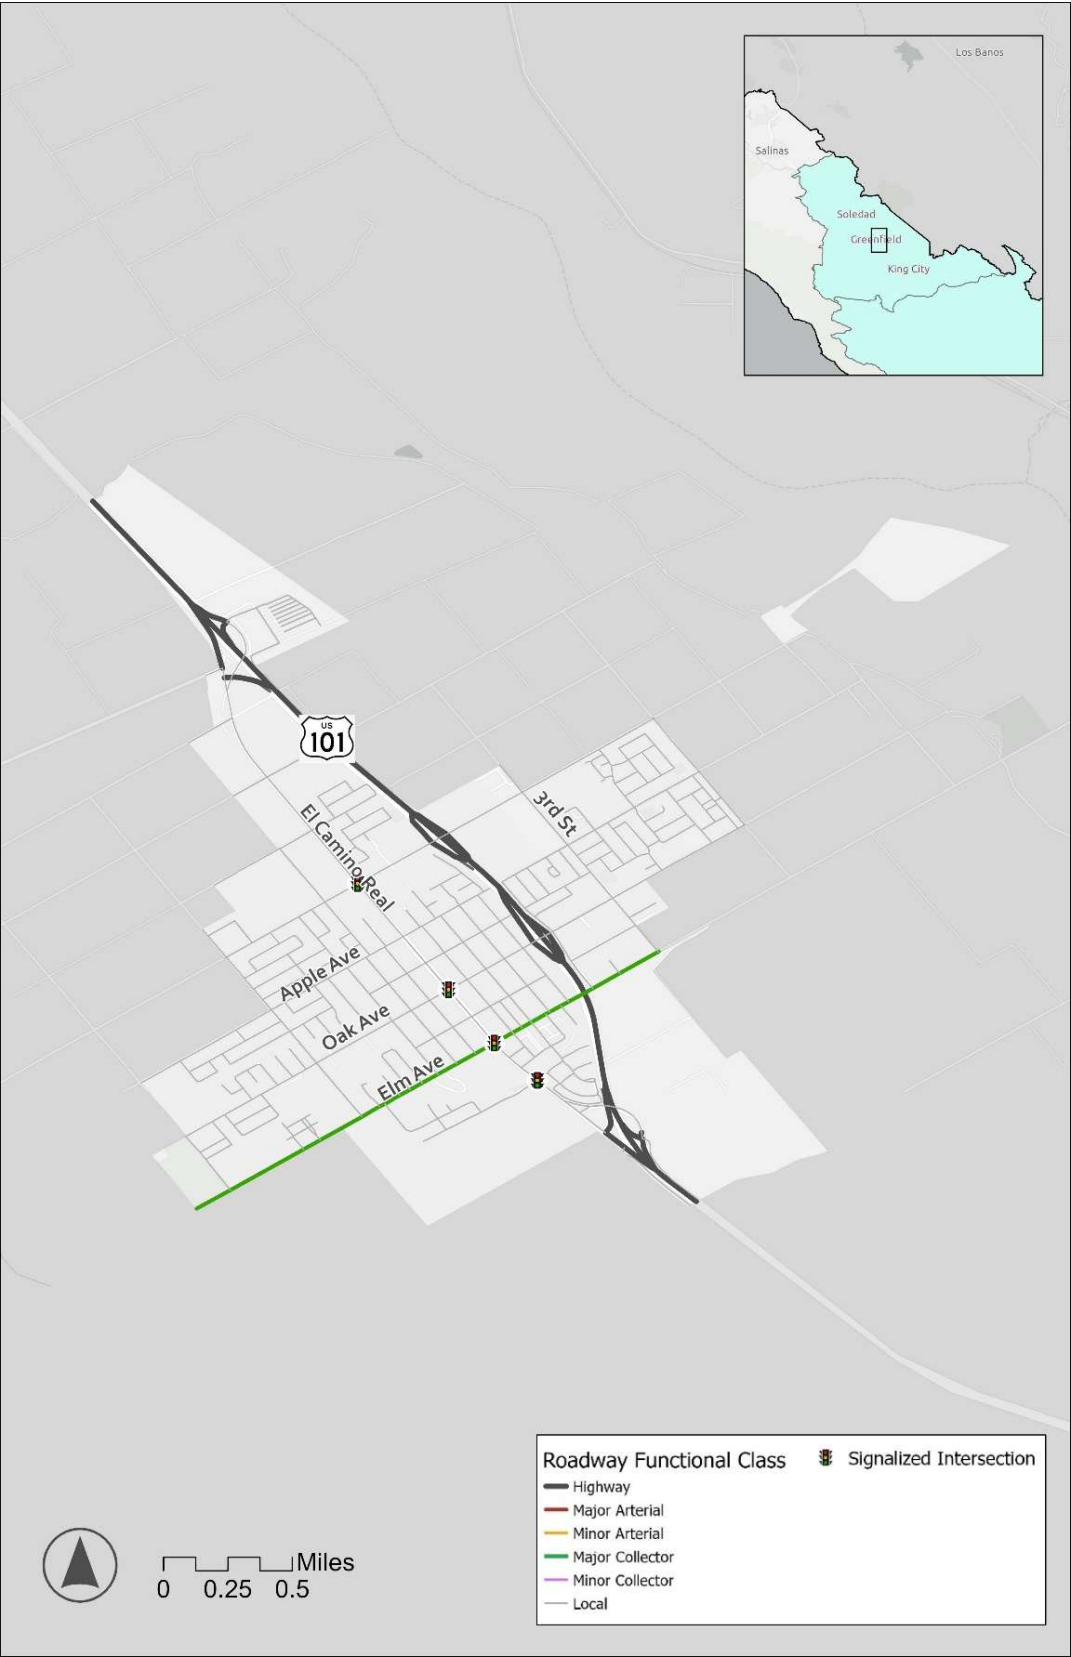 Los Banos
Salinas
Soledad
Greenfield
King City
US
101
3rd St
El Camino Real
Apple Ave
Oak Ave
Elm Ave
Roadway Functional Class
Signalized Intersection
Highway
Major Arterial
Minor Arterial
Major Collector
Minor Collector
Local
Miles
0 0.25 0.5